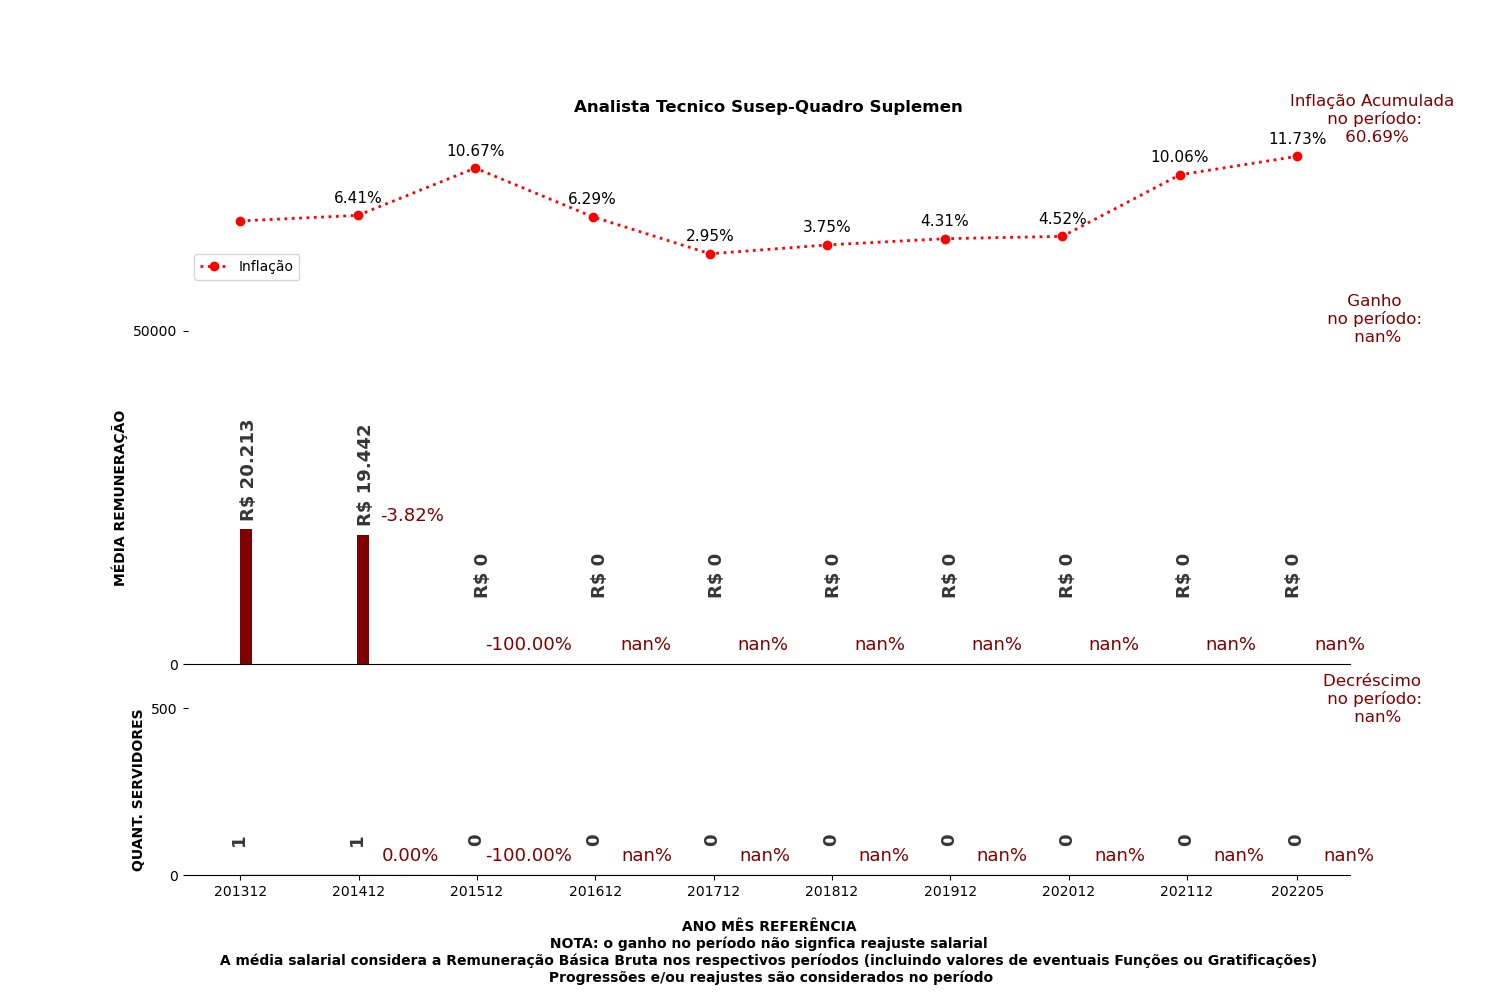 Analista Tecnico Susep-Quadro Suplemen
Inflação Acumulada
no período:
60.69%
6.41%
10.67%
6.29%
2.95%
3.75%
4.31%
4.52%
10.06%
11.73%
Inflação
Ganho
no período:
nan%
50000
0
MÉDIA REMUNERAÇÃO
R$ 20.213
R$ 19.442
-3.82%
R$ 0
R$ 0
R$ 0
R$ 0
R$ 0
R$ 0
R$ 0
R$ 0
-100.00%
nan%
nan%
nan%
nan%
nan%
nan%
nan%
Decréscimo
no período:
nan%
500
0
QUANT. SERVIDORES
1
1
0.00%
0
-100.00%
0
nan%
0
nan%
0
nan%
0
nan%
0
nan%
0
nan%
0
nan%
201312
201412
201512
201612
201712
201812
201912
202012
202112
202205
ANO MÊS REFERÊNCIA
NOTA: o ganho no período não signfica reajuste salarial
A média salarial considera a Remuneração Básica Bruta nos respectivos períodos (incluindo valores de eventuais Funções ou Gratificações)
Progressões e/ou reajustes são considerados no período